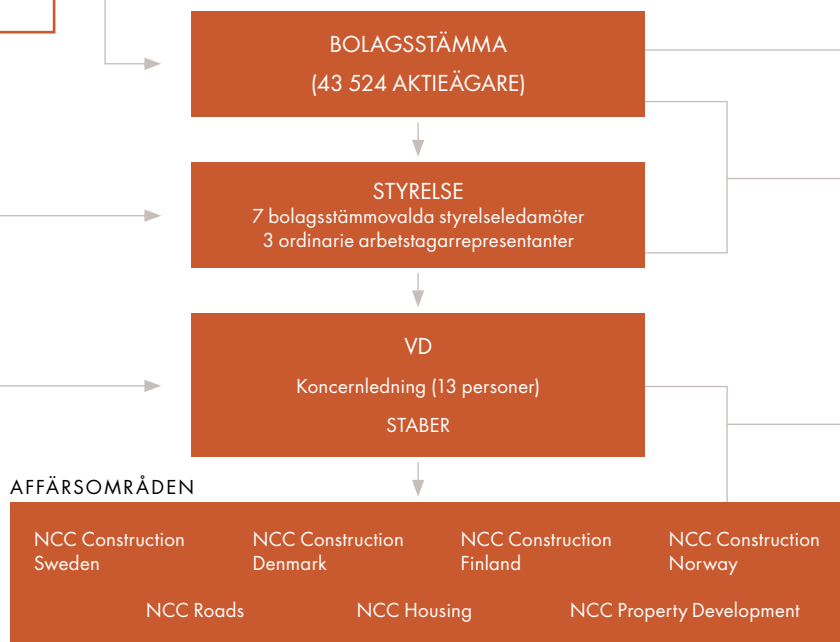 BOLAGSSTÄMMA
(43 524 AKTIEÄGARE)
STYRELSE
7 bolagsstämmovalda styrelseledamöter
3 ordinarie arbetstagarrepresentanter
VD
Koncernledning (13 personer)
STABER
AFFÄRSOMRÅDEN
NCC Construction Sweden
NCC Construction Denmark
NCC Construction Finland
NCC Construction Norway
NCC Roads
NCC Housing
NCC Property Development